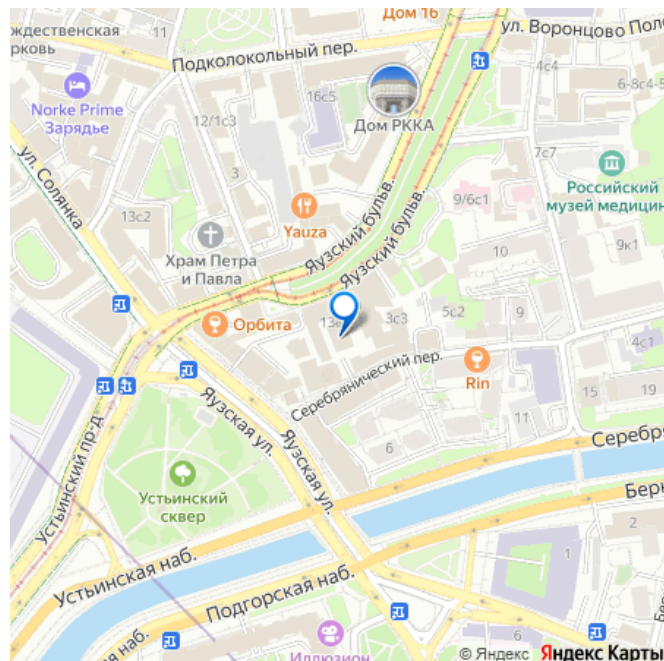 Дом 16
ул. Воронцово Пол
11
ждественская
рковь
Подколокольный пер.
4с4
6-8с4-5
Norke Prime
Зарядье
16с5
Дом РККА
12/1с3
7с7
ул. Солянка
3
Российский
музей медицин
13с2
Yauza
Яузский бульв.
9/6с1
Храм Петра
и Павла
Яузский бульв.
10
9к1
Орбита
3с3
5с2
9
4с1
Серебрянический пер.
Rin
15
19
Яузская ул.
11
Яузская ул.
6
Серебр
Устьинский пр-д
Устьинский
сквер
Берн
2
1
Устьинская наб.
Подгорская наб.
наб.
Иллюзион
6
Бер
© Яндекс Яндекс Карты